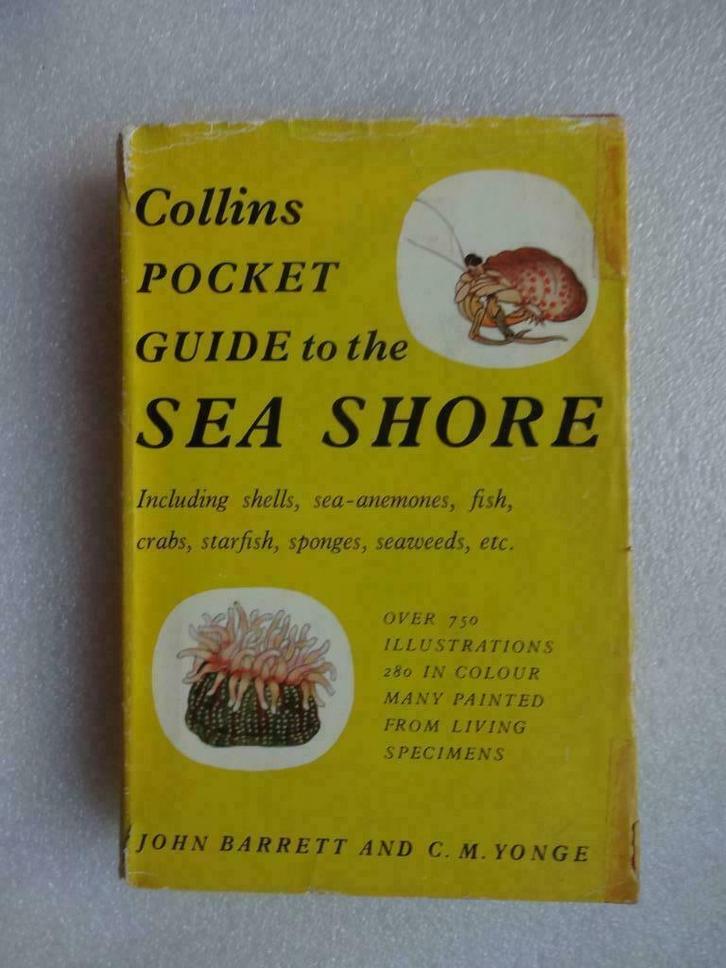 Collins
POCKET
GUIDE to the
SEA SHORE
Including shells, sea-anemones, fish,
crabs, starfish, sponges, seaweeds, etc.
OVER 750
ILLUSTRATIONS
280 IN COLOUR
MANY PAINTED
FROM LIVING
SPECIMENS
JOHN BARRETT AND C. M. YONGE